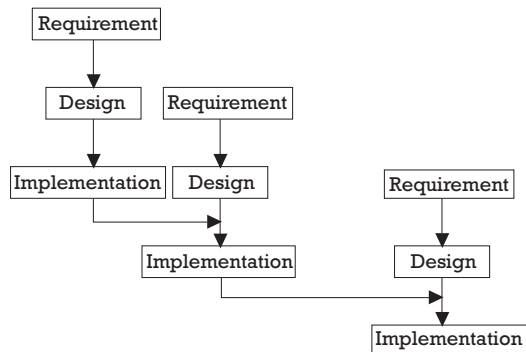 Requirement
Design
Requirement
Implementation
Design
Requirement
Implementation
Design
Implementation